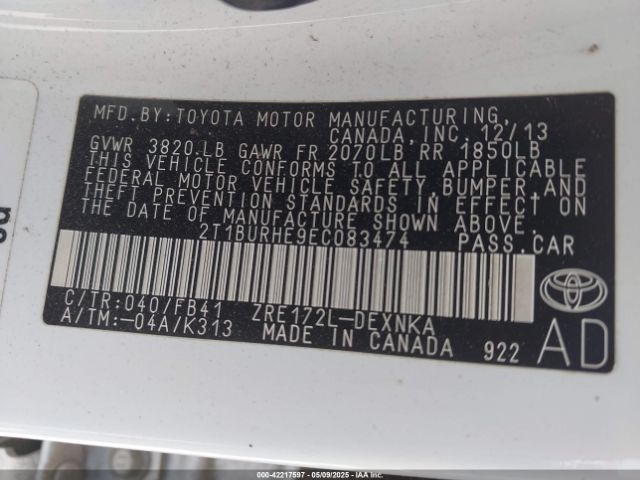 MFD. BY: TOYOTA MOTOR MANUFACTURING,
CANADA, INC. 12/13
GVWR 3820 LB GAWR FR 2070LB RR 1850LB
THIS VEHICLE CONFORMS TO ALL APPLICABLE
FEDERAL MOTOR VEHICLE SAFETY, BUMPER, AND
THEFT PREVENTION STANDARDS IN EFFECT ON
THE DATE OF MANUFACTURE SHOWN ABOVE.
2T1BURHE9EC083474 PASS. CAR
C/TR: 040/FB41 ZRE172L-DEXNKA
A/TM: -04A/K313 MADE IN CANADA 922 AD
000-42217597 - 05/09/2025 - IAAI.COM